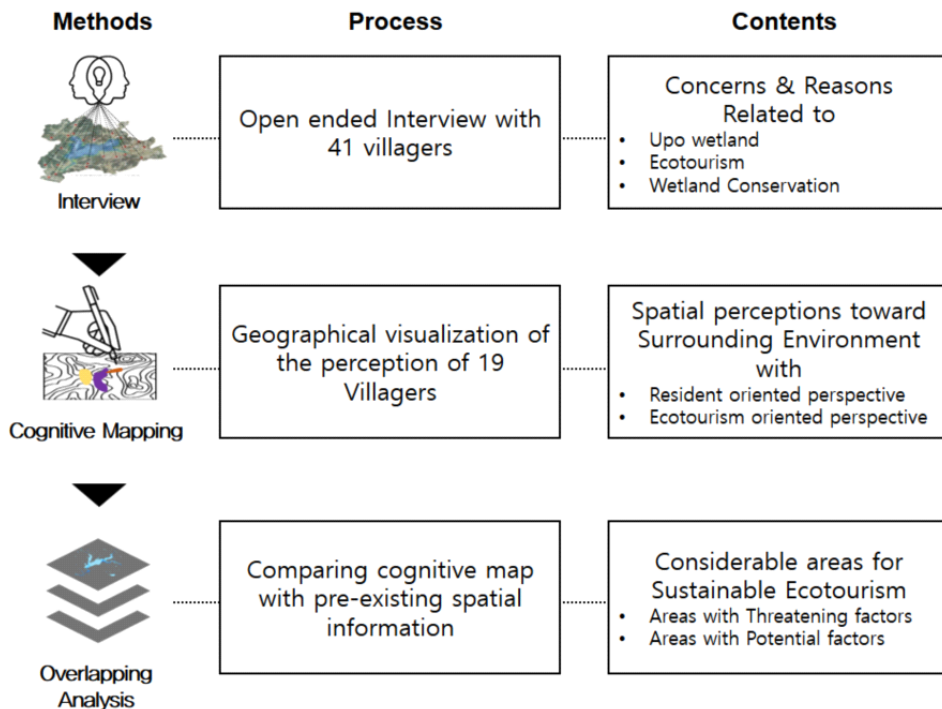 Methods
Process
Contents
Interview
Open ended Interview with
41 villagers
Concerns & Reasons
Related to
• Upo wetland
• Ecotourism
• Wetland Conservation
Cognitive Mapping
Geographical visualization of
the perception of 19
Villagers
Spatial perceptions toward
Surrounding Environment
with
• Resident oriented perspective
• Ecotourism oriented perspective
Overlapping
Analysis
Comparing cognitive map
with pre-existing spatial
information
Considerable areas for
Sustainable Ecotourism
• Areas with Threatening factors
• Areas with Potential factors